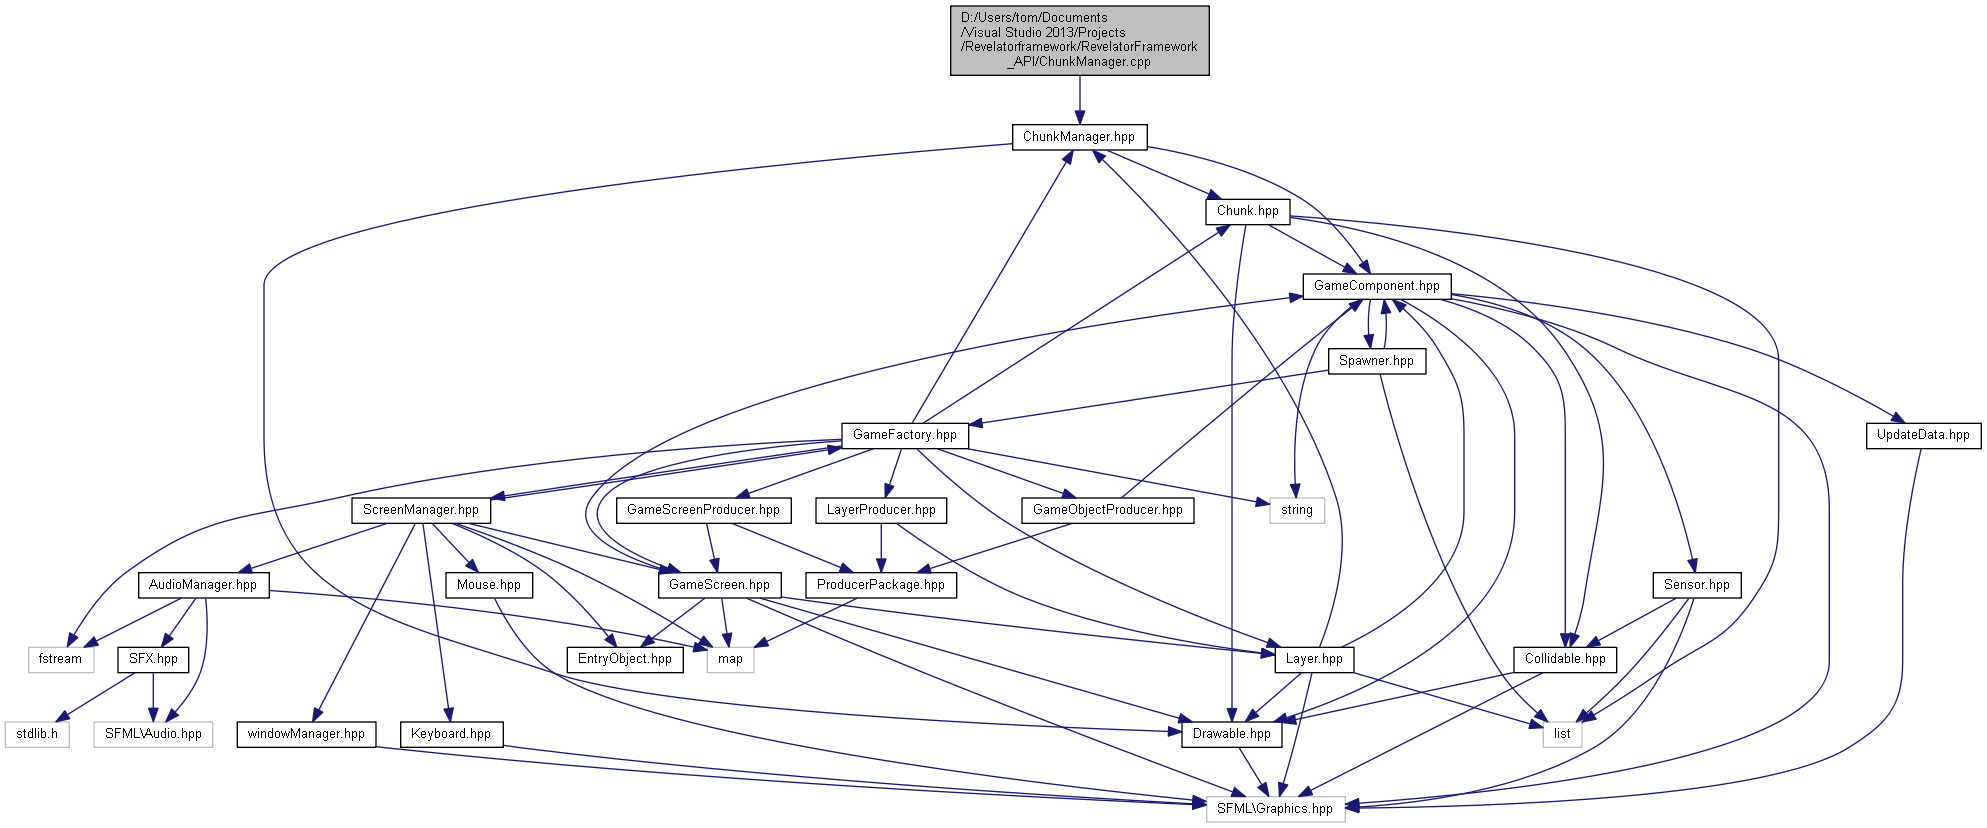 D:/Users/tom/Documents
/Visual Studio 2013/Projects
/Revelatorframework/RevelatorFramework
_API/ChunkManager.cpp
ChunkManager.hpp
Chunk.hpp
GameComponent.hpp
Spawner.hpp
GameFactory.hpp
UpdateData.hpp
ScreenManager.hpp
GameScreenProducer.hpp
LayerProducer.hpp
GameObjectProducer.hpp
string
AudioManager.hpp
Mouse.hpp
GameScreen.hpp
ProducerPackage.hpp
Sensor.hpp
fstream
SFX.hpp
EntryObject.hpp
map
Layer.hpp
Collidable.hpp
stdlib.h
SFML\Audio.hpp
windowManager.hpp
Keyboard.hpp
Drawable.hpp
list
SFML\Graphics.hpp